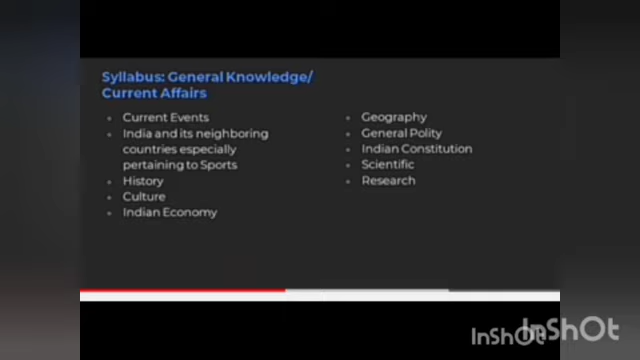 Syllabus: General Knowledge/
Current Affairs
Current Events
India and its neighboring
countries especially
pertaining to Sports
History
Culture
Indian Economy
Geography
General Polity
Indian Constitution
Scientific
Research
InShOt
InShOt